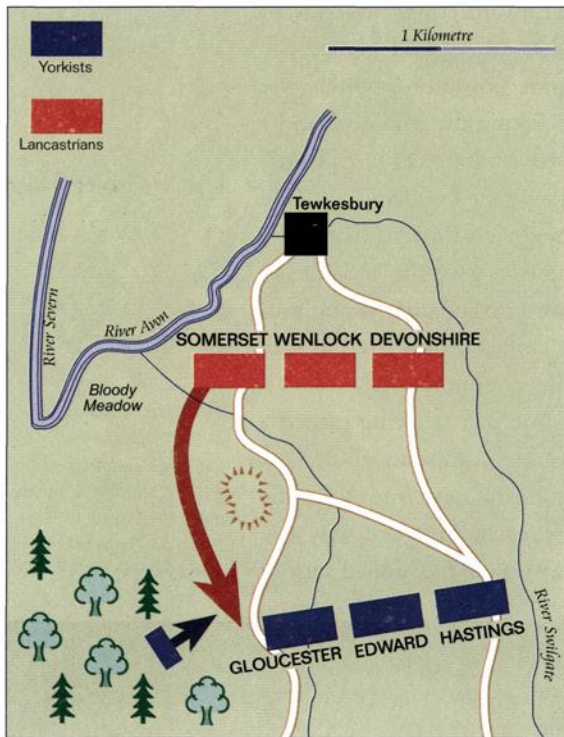 Yorkists
1 Kilometre
Lancastrians
Tewkesbury
River Severn
River Avon
SOMERSET WENLOCK DEVONSHIRE
Bloody
Meadow
GLOUCESTER EDWARD HASTINGS
River Swilgate